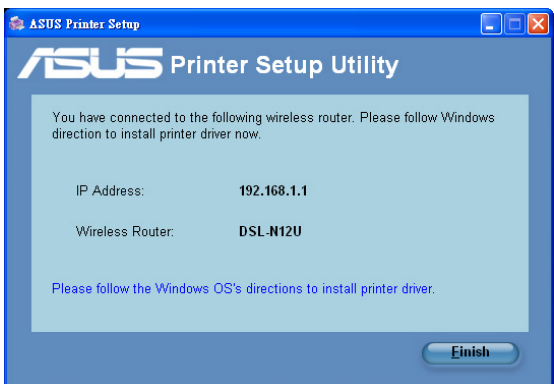 ASUS Printer Setup
ASUS Printer Setup Utility
You have connected to the following wireless router. Please follow Windows
direction to install printer driver now.
IP Address: 192.168.1.1
Wireless Router: DSL-N12U
Please follow the Windows OS's directions to install printer driver.
Finish